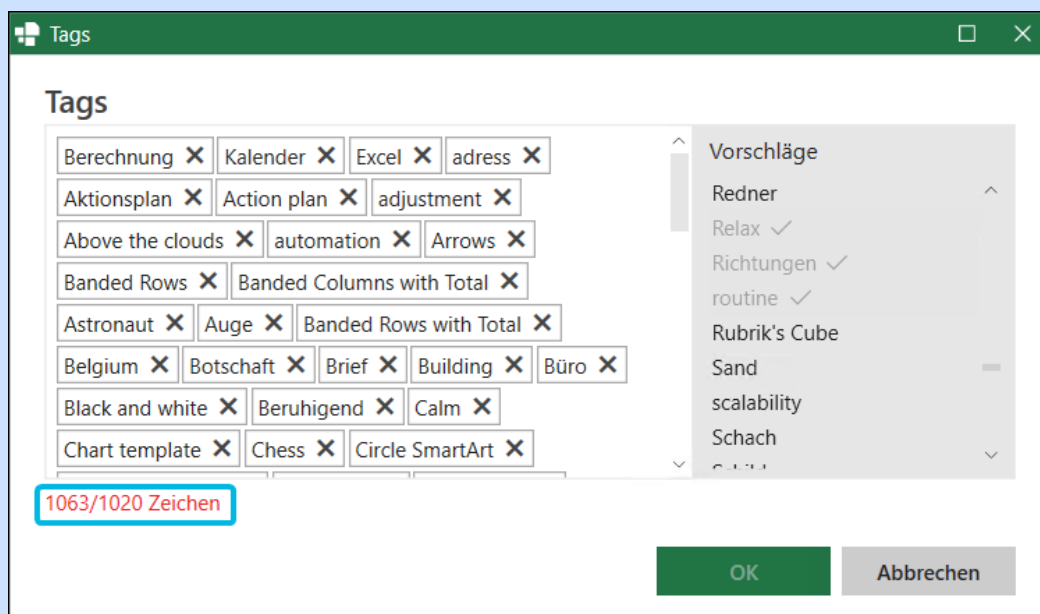 Tags
Tags
Berechnung Kalender Excel adress
Aktionsplan Action plan adjustment
Above the clouds automation Arrows
Banded Rows Banded Columns with Total
Astronaut Auge Banded Rows with Total
Belgium Botschaft Brief Building Büro
Black and white Beruhigend Calm
Chart template Chess Circle SmartArt
1063/1020 Zeichen
Vorschläge
Redner
Relax
Richtungen
routine
Rubrik's Cube
Sand
scalability
Schach
OK Abbrechen